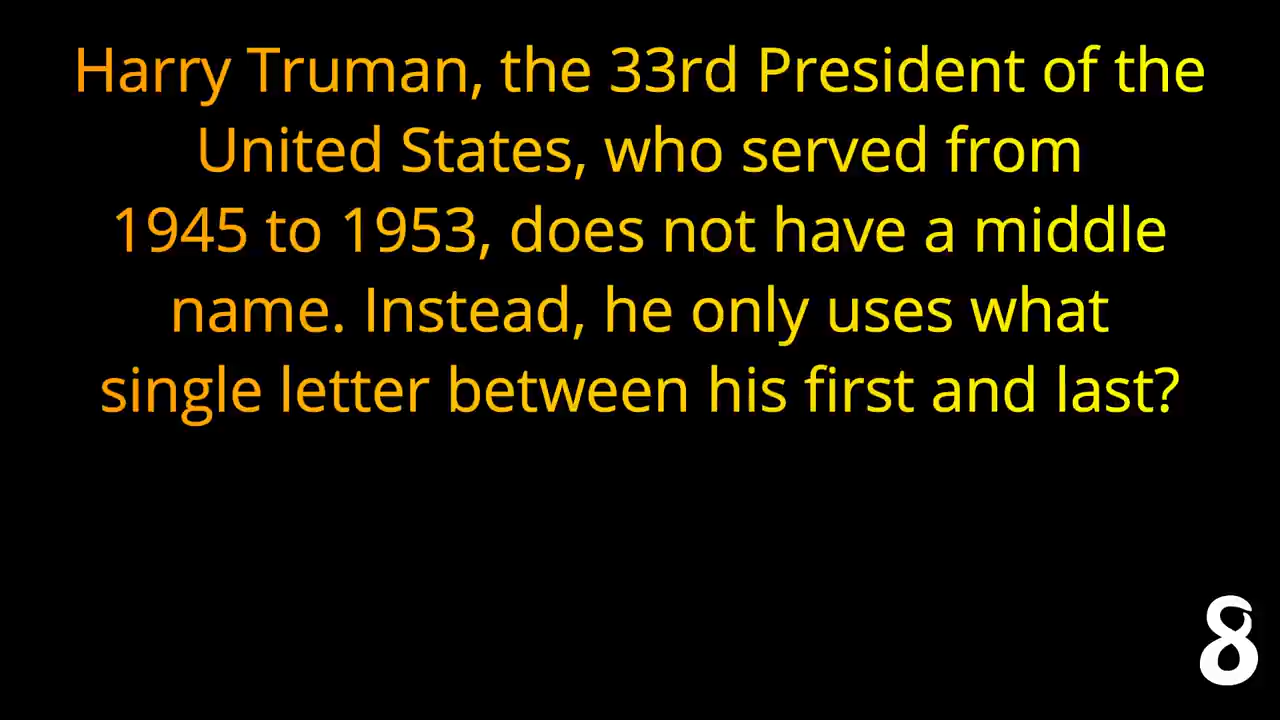 Harry Truman, the 33rd President of the
United States, who served from
1945 to 1953, does not have a middle
name. Instead, he only uses what
single letter between his first and last?
8